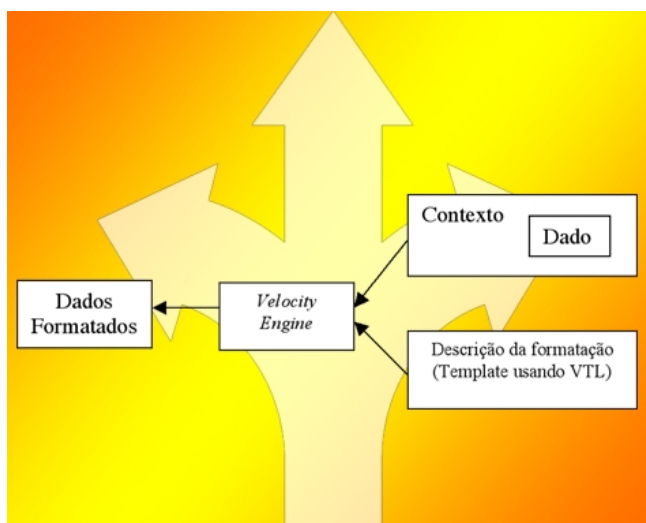 Contexto
Dado
Dados
Formatados
Velocity
Engine
Descrição da formatação
(Template usando VTL)